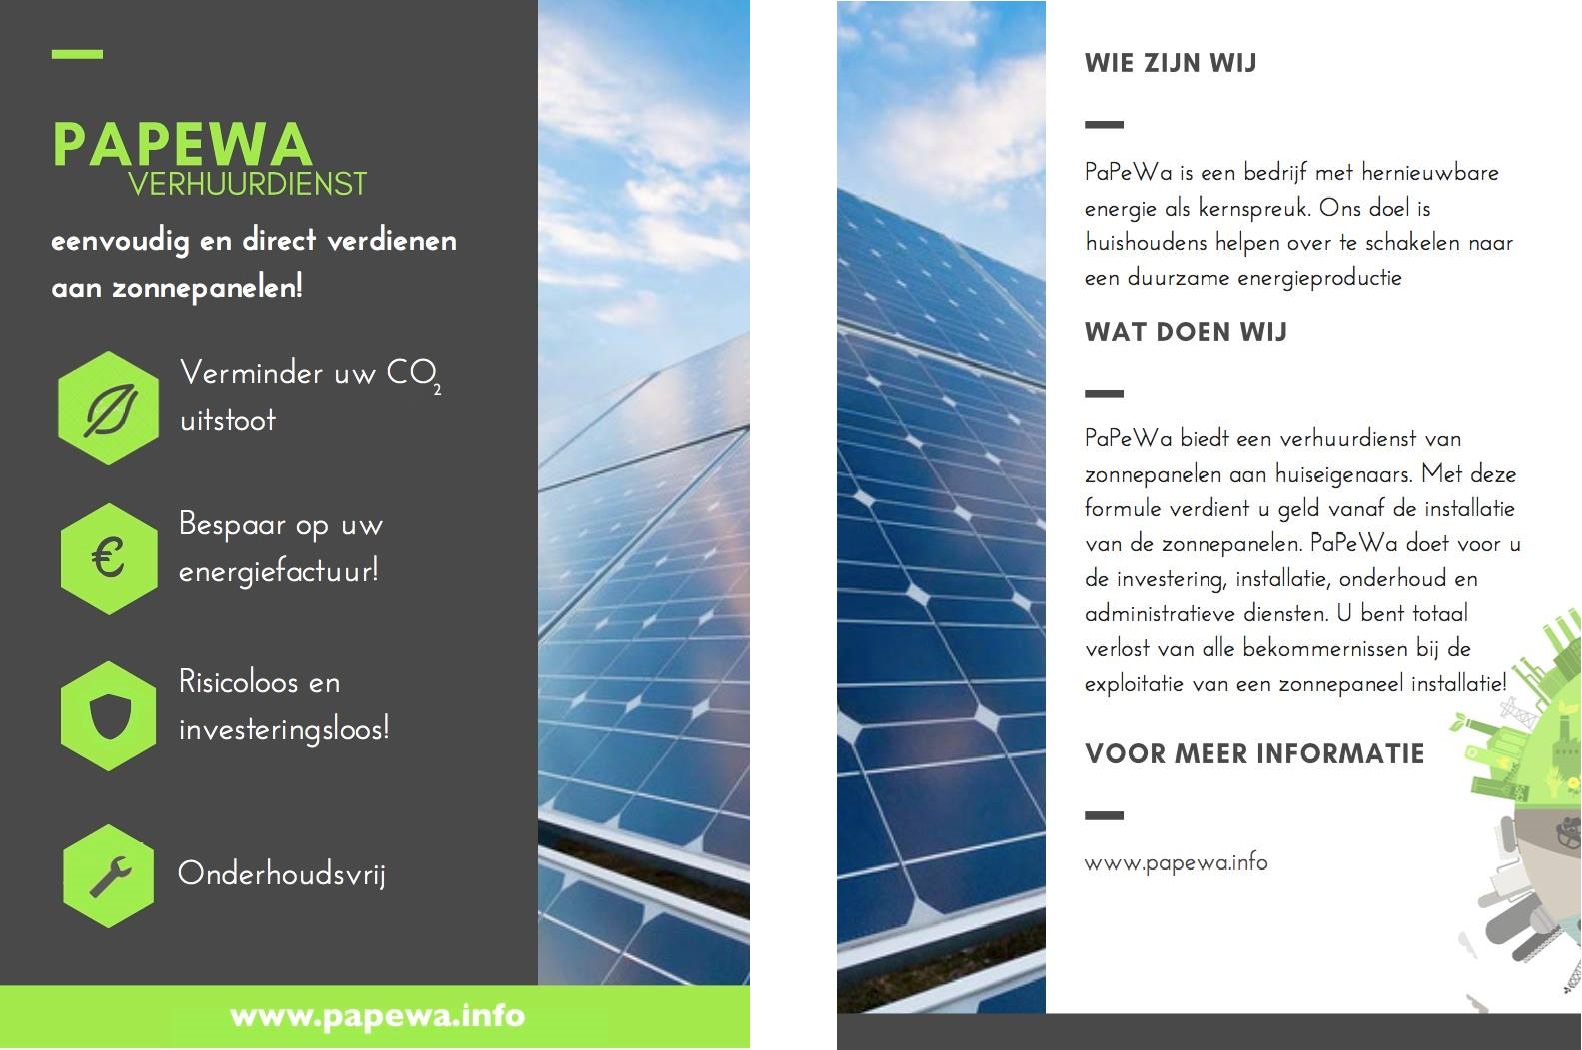 PAPEWA
VERHUURDIENST
eenvoudig en direct verdienen
aan zonnepanelen!
Verminder uw CO₂
uitstoot
€
Bespaar op uw
energiefactuur!
Risicoloos en
investeringsloos!
Onderhoudsvrij
www.papewa.info
WIE ZIJN WIJ
PaPeWa is een bedrijf met hernieuwbare
energie als kernspreuk. Ons doel is
huishoudens helpen over te schakelen naar
een duurzame energieproductie
WAT DOEN WIJ
PaPeWa biedt een verhuurdienst van
zonnepanelen aan huiseigenaars. Met deze
formule verdient u geld vanaf de installatie
van de zonnepanelen. PaPeWa doet voor u
de investering, installatie, onderhoud en
administratieve diensten. U bent totaal
verlost van alle bekommernissen bij de
exploitatie van een zonnepaneel installatie!
VOOR MEER INFORMATIE
www.papewa.info